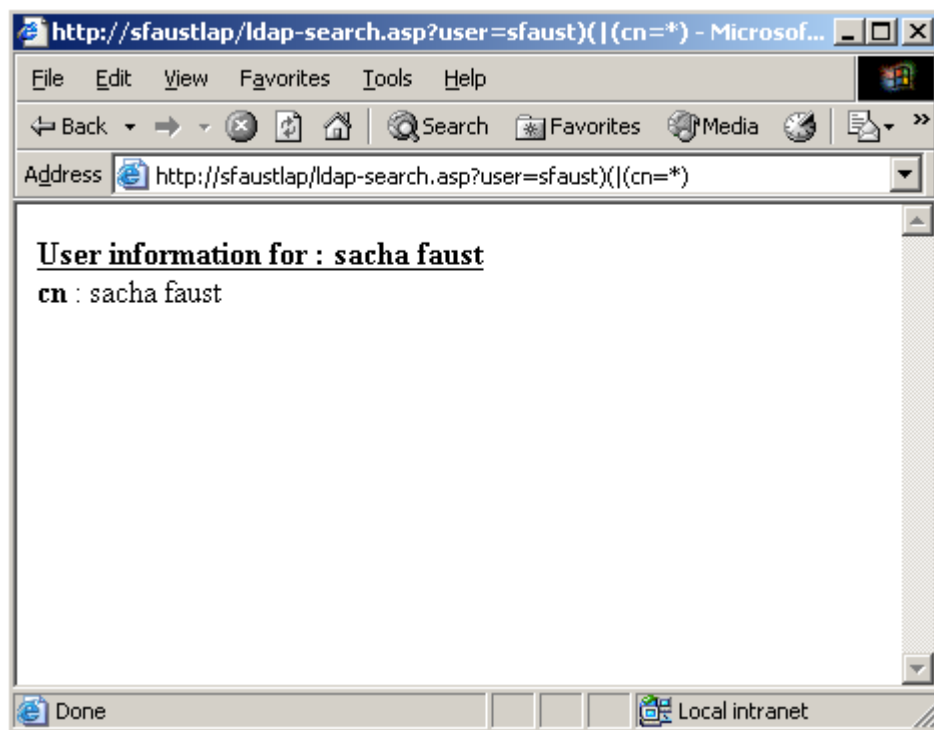 http://sfaustlap/ldap-search.asp?user=sfaust)(|(cn=*) - Microsof...
File Edit View Favorites Tools Help
Back Search Favorites Media »
Address http://sfaustlap/ldap-search.asp?user=sfaust)(|(cn=*)
User information for : sacha faust
cn : sacha faust
Done Local intranet